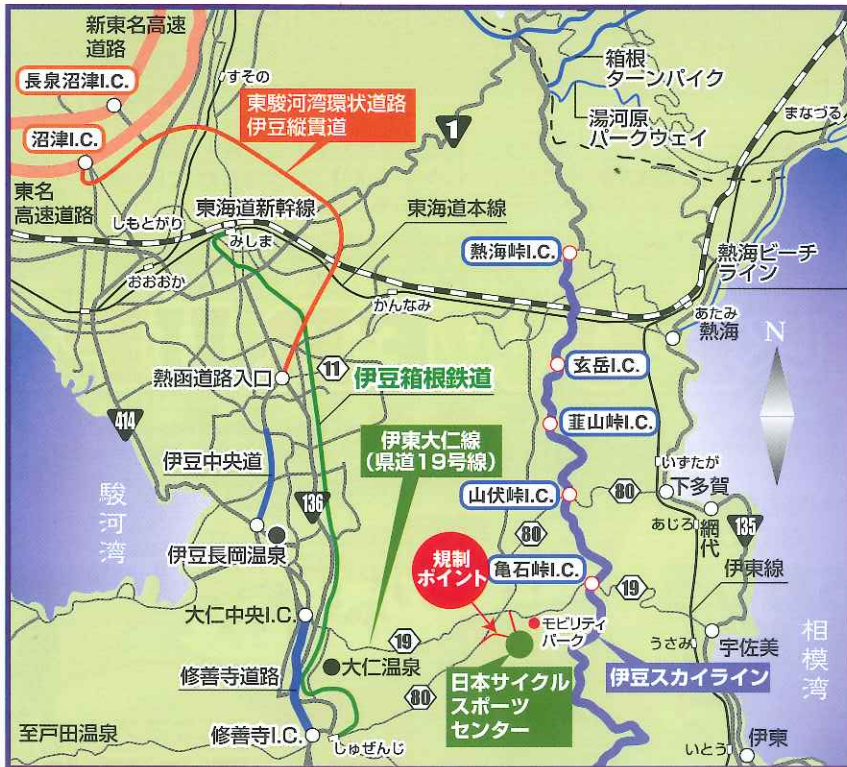 新東名高速
道路
長泉沼津I.C.
すその
沼津I.C.
東駿河湾環状道路
伊豆縦貫道
1
箱根
ターンパイク
湯河原
パークウェイ
まなづる
東名
高速道路
しもとがり
東海道新幹線
みしま
東海道本線
熱海峠I.C.
熱海ビーチ
ライン
おおおか
かんなみ
あたみ
熱海
N
熱函道路入口
11
伊豆箱根鉄道
玄岳I.C.
414
伊豆中央道
伊東大仁線
(県道19号線)
韮山峠I.C.
いずたが
下多賀
駿河湾
136
山伏峠I.C.
80
あじろ
網代
135
伊豆長岡温泉
80
規制
ポイント
亀石峠I.C.
19
伊東線
大仁中央I.C.
モビリティ
パーク
うさみ
宇佐美
相模湾
19
修善寺道路
大仁温泉
80
日本サイクル
スポーツ
センター
伊豆スカイライン
至戸田温泉
修善寺I.C.
しゅぜんじ
いとう
伊東